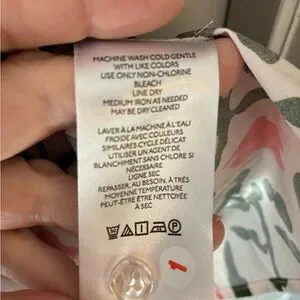 MACHINE WASH COLD GENTLE
WITH LIKE COLORS
USE ONLY NON-CHLORINE
BLEACH
LINE DRY
MEDIUM IRON AS NEEDED
MAY BE DRY CLEANED
LAVER À LA MACHINE À L'EAU
FROIDE AVEC COULEURS
SIMILAIRES CYCLE DÉLICAT
UTILISER UN AGENT DE
BLANCHIMENT SANS CHLORE SI
NÉCESSAIRE
LIGNE SEC
REPASSER, AU BESOIN, À TRÈS
MOYENNE TEMPÉRATURE
PEUT-ÊTRE ÊTRE NETTOYÉE
À SEC
1